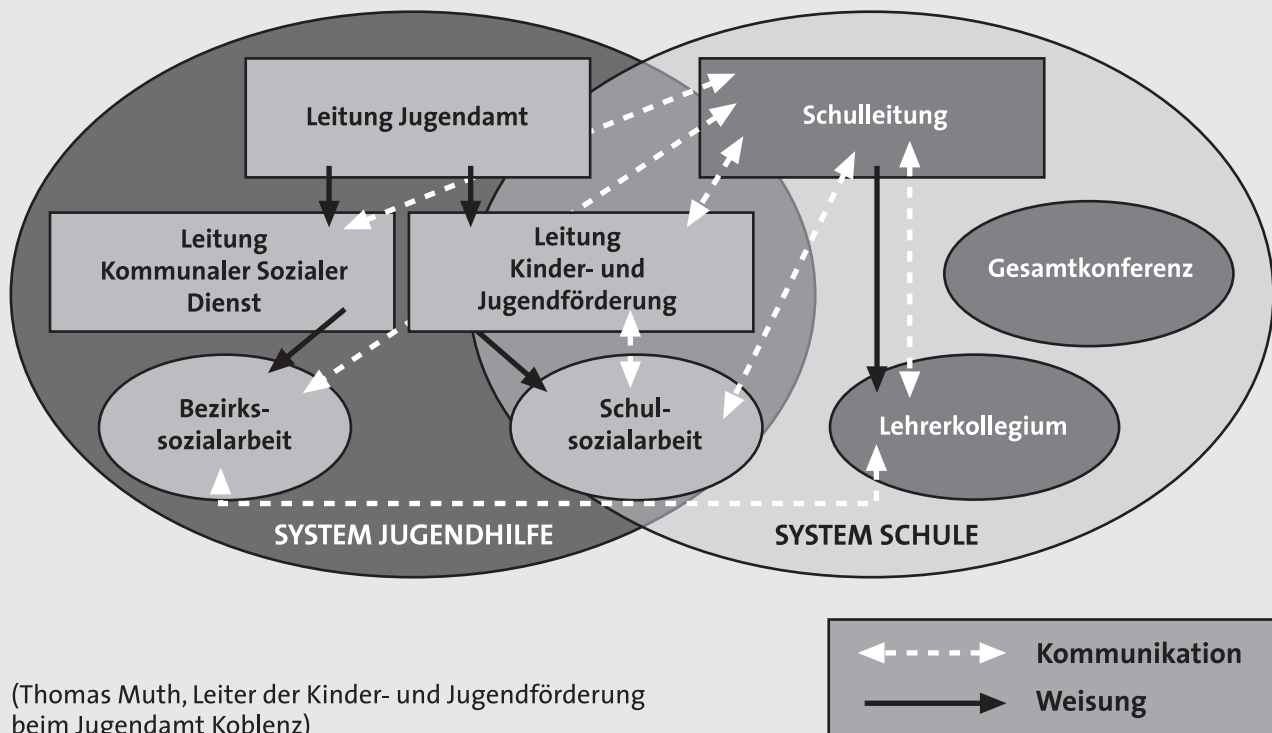 Leitung Jugendamt
Schulleitung
Leitung
Kommunaler Sozialer
Dienst
Leitung
Kinder- und
Jugendförderung
Gesamtkonferenz
Bezirks-
sozialarbeit
Schul-
sozialarbeit
Lehrerkollegium
SYSTEM JUGENDHILFE
SYSTEM SCHULE
Kommunikation
Weisung
(Thomas Muth, Leiter der Kinder- und Jugendförderung
beim Jugendamt Koblenz)